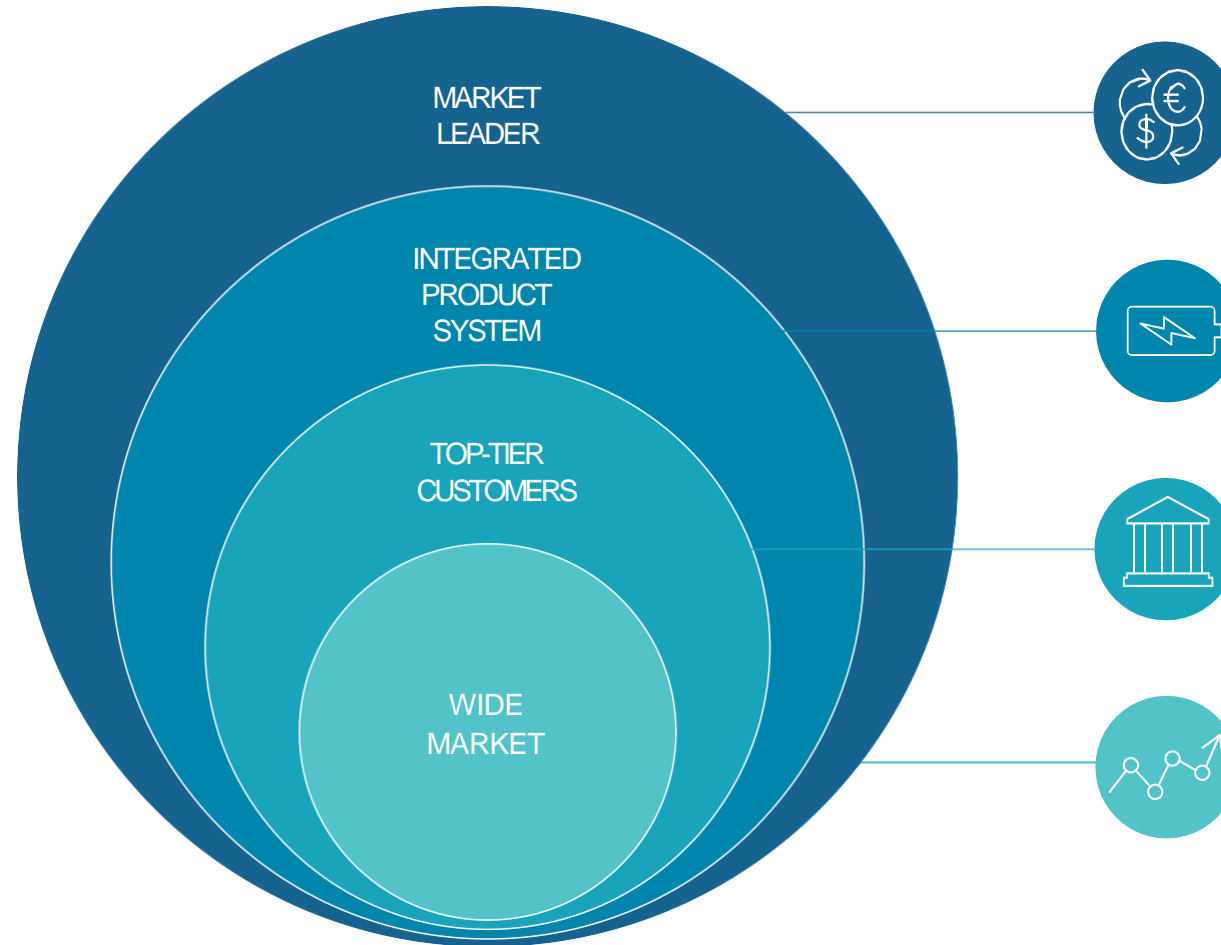 MARKET
LEADER
€
$
INTEGRATED
PRODUCT
SYSTEM
TOP-TIER
CUSTOMERS
WIDE
MARKET